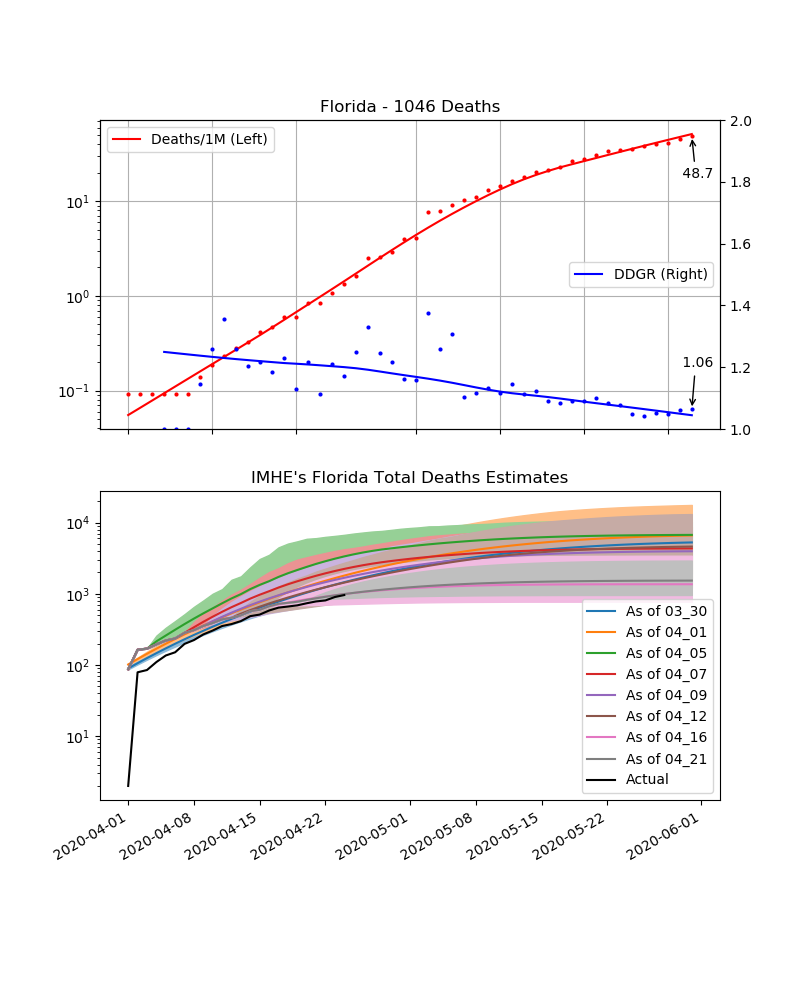 Florida - 1046 Deaths
Deaths/1M (Left)
DDGR (Right)
48.7
1.06
10¹
10⁰
10⁻¹
2.0
1.8
1.6
1.4
1.2
1.0
IMHE's Florida Total Deaths Estimates
10⁴
10³
10²
10¹
As of 03_30
As of 04_01
As of 04_05
As of 04_07
As of 04_09
As of 04_12
As of 04_16
As of 04_21
Actual
2020-04-01
2020-04-08
2020-04-15
2020-04-22
2020-05-01
2020-05-08
2020-05-15
2020-05-22
2020-06-01